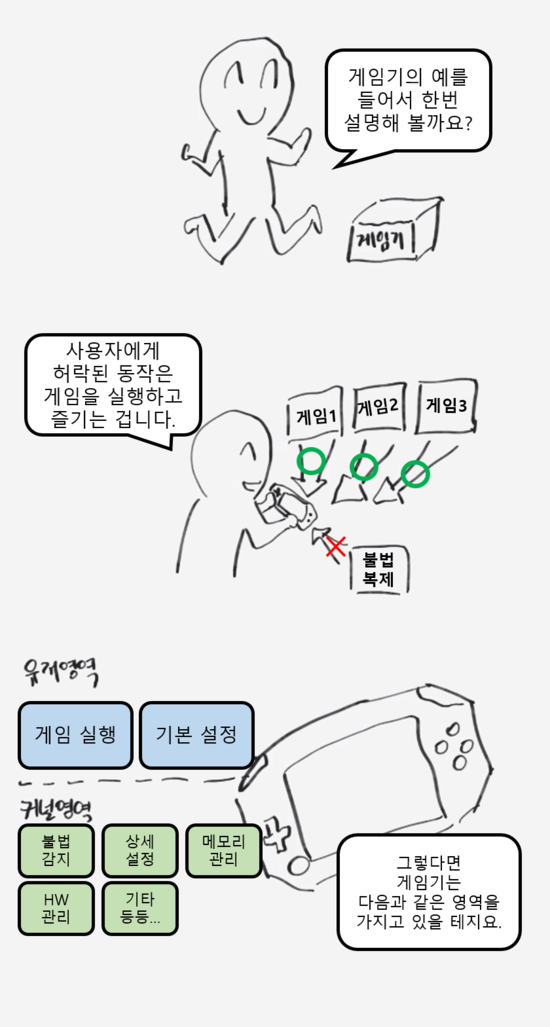 게임기의 예를
들어서 한번
설명해 볼까요?
게임기
사용자에게
허락된 동작은
게임을 실행하고
즐기는 겁니다.
게임1
게임2
게임3
불법
복제
유저영역
게임 실행
기본 설정
커널영역
불법
감지
상세
설정
메모리
관리
HW
관리
기타
등등...
그렇다면
게임기는
다음과 같은 영역을
가지고 있을 테지요.